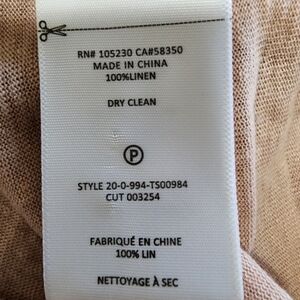 RN# 105230 CA#58350
MADE IN CHINA
100%LINEN
DRY CLEAN
P
STYLE 20-0-994-TS00984
CUT 003254
FABRIQUÉ EN CHINE
100% LIN
NETTOYAGE À SEC